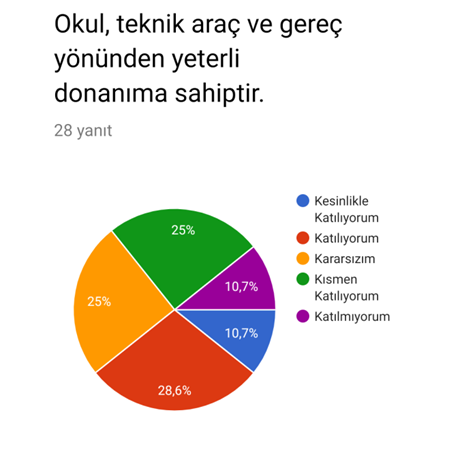 Okul, teknik araç ve gereç
yönünden yeterli
donanıma sahiptir.
28 yanıt
Kesinlikle
Katılıyorum
Katılıyorum
Kararsızım
Kısmen
Katılıyorum
Katılmıyorum
25%
10,7%
25%
10,7%
28,6%